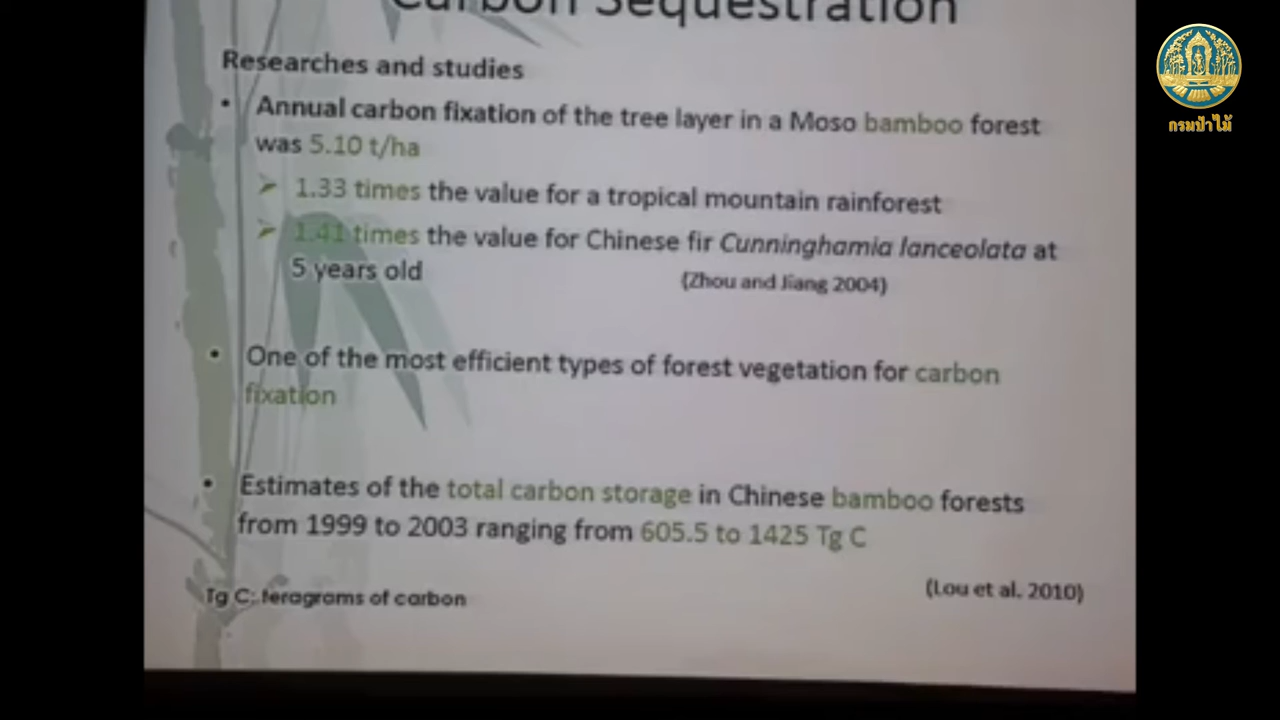 Carbon Sequestration
Researches and studies
• Annual carbon fixation of the tree layer in a Moso bamboo forest
was 5.10 t/ha
➢ 1.33 times the value for a tropical mountain rainforest
➢ 1.41 times the value for Chinese fir Cunninghamia lanceolata at
5 years old
(Zhou and Jiang 2004)
• One of the most efficient types of forest vegetation for carbon
fixation
• Estimates of the total carbon storage in Chinese bamboo forests
from 1999 to 2003 ranging from 605.5 to 1425 Tg C
(Lou et al. 2010)
Tg C: teragrams of carbon
กรมป่าไม้